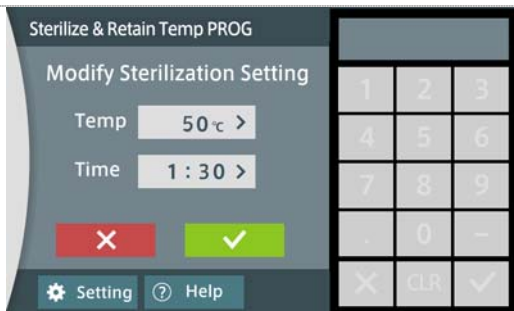 Sterilize & Retain Temp PROG
Modify Sterilization Setting
Temp 50℃ >
Time 1 : 30 >
Setting ? Help
1 2 3
4 5 6
7 8 9
. 0 –
CLR